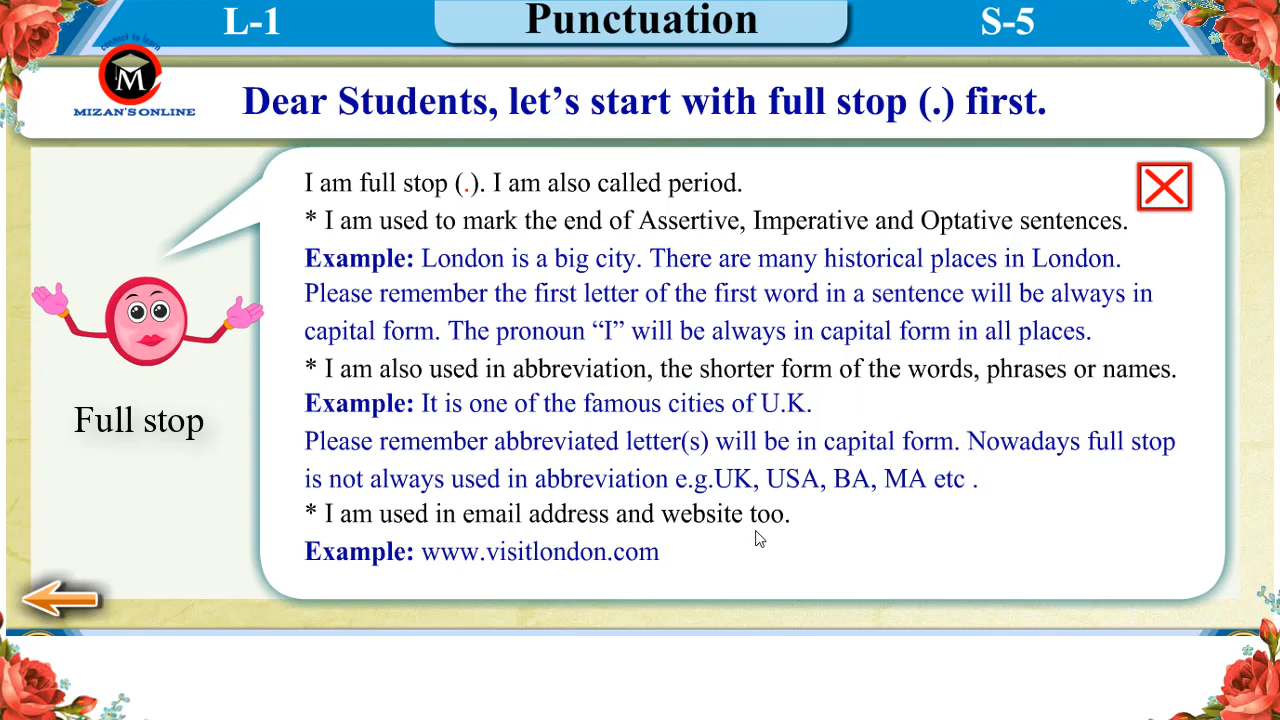 L-1
Punctuation
S-5
connect to learn
M
MIZAN'S ONLINE
Dear Students, let's start with full stop (.) first.
I am full stop (.). I am also called period.
* I am used to mark the end of Assertive, Imperative and Optative sentences.
Example: London is a big city. There are many historical places in London.
Please remember the first letter of the first word in a sentence will be always in
capital form. The pronoun “I” will be always in capital form in all places.
* I am also used in abbreviation, the shorter form of the words, phrases or names.
Example: It is one of the famous cities of U.K.
Please remember abbreviated letter(s) will be in capital form. Nowadays full stop
is not always used in abbreviation e.g.UK, USA, BA, MA etc .
* I am used in email address and website too.
Example: www.visitlondon.com
Full stop